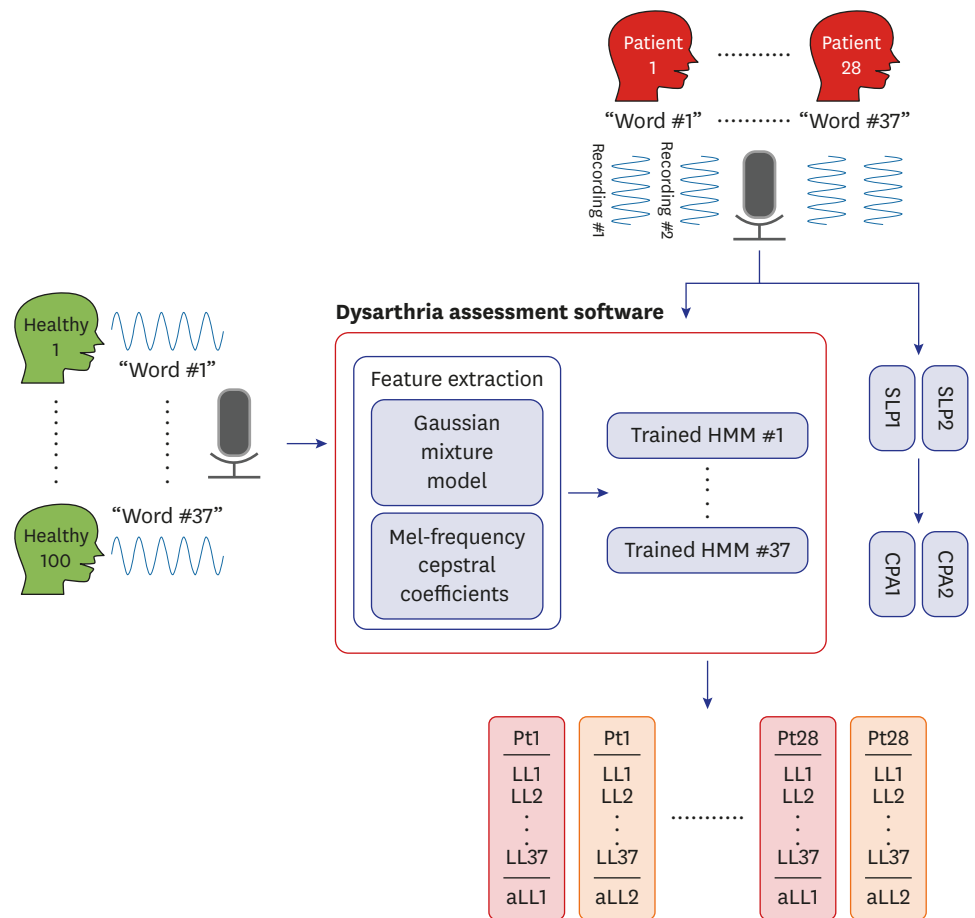 Patient
1
Patient
28
“Word #1”
“Word #37”
Recording #1
Recording #2
Healthy
1
“Word #1”
“Word #37”
Healthy
100
Dysarthria assessment software
Feature extraction
Gaussian
mixture
model
Mel-frequency
cepstral
coefficients
Trained HMM #1
Trained HMM #37
SLP1
SLP2
CPA1
CPA2
Pt1
LL1
LL2
LL37
aLL1
Pt1
LL1
LL2
LL37
aLL2
Pt28
LL1
LL2
LL37
aLL1
Pt28
LL1
LL2
LL37
aLL2